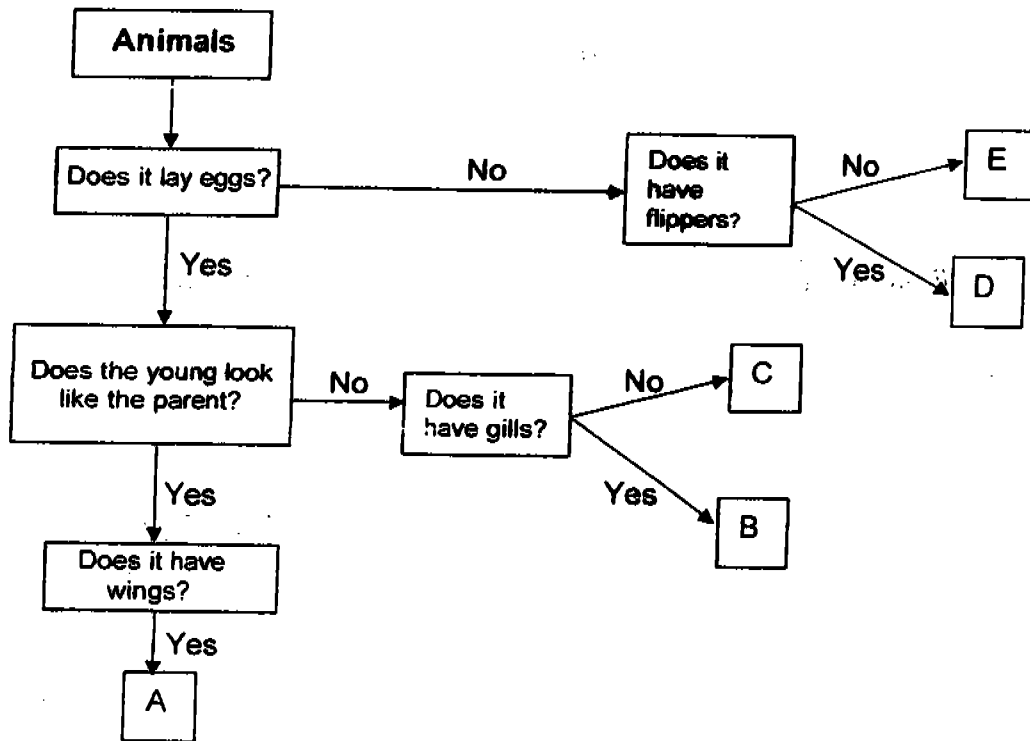 Animals
Does it lay eggs?
No
Does it
have
flippers?
No
E
Yes
D
Yes
Does the young look
like the parent?
No
Does it
have gills?
No
C
Yes
B
Yes
Does it have
wings?
Yes
A